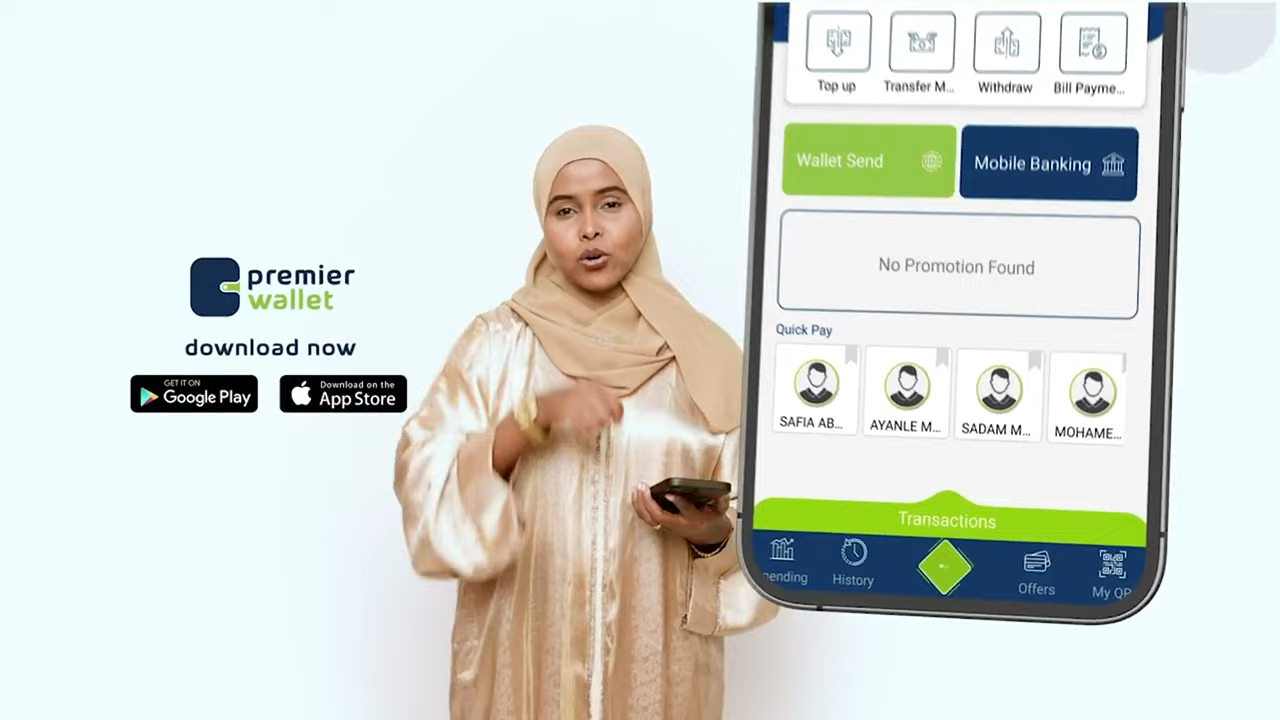 premier
wallet
download now
GET IT ON
Google Play
Download on the
App Store
Top up
Transfer M...
Withdraw
Bill Payme...
Wallet Send
Mobile Banking
No Promotion Found
Quick Pay
SAFIA AB...
AYANLE M...
SADAM M...
MOHAME...
Transactions
pending
History
Offers
My QR